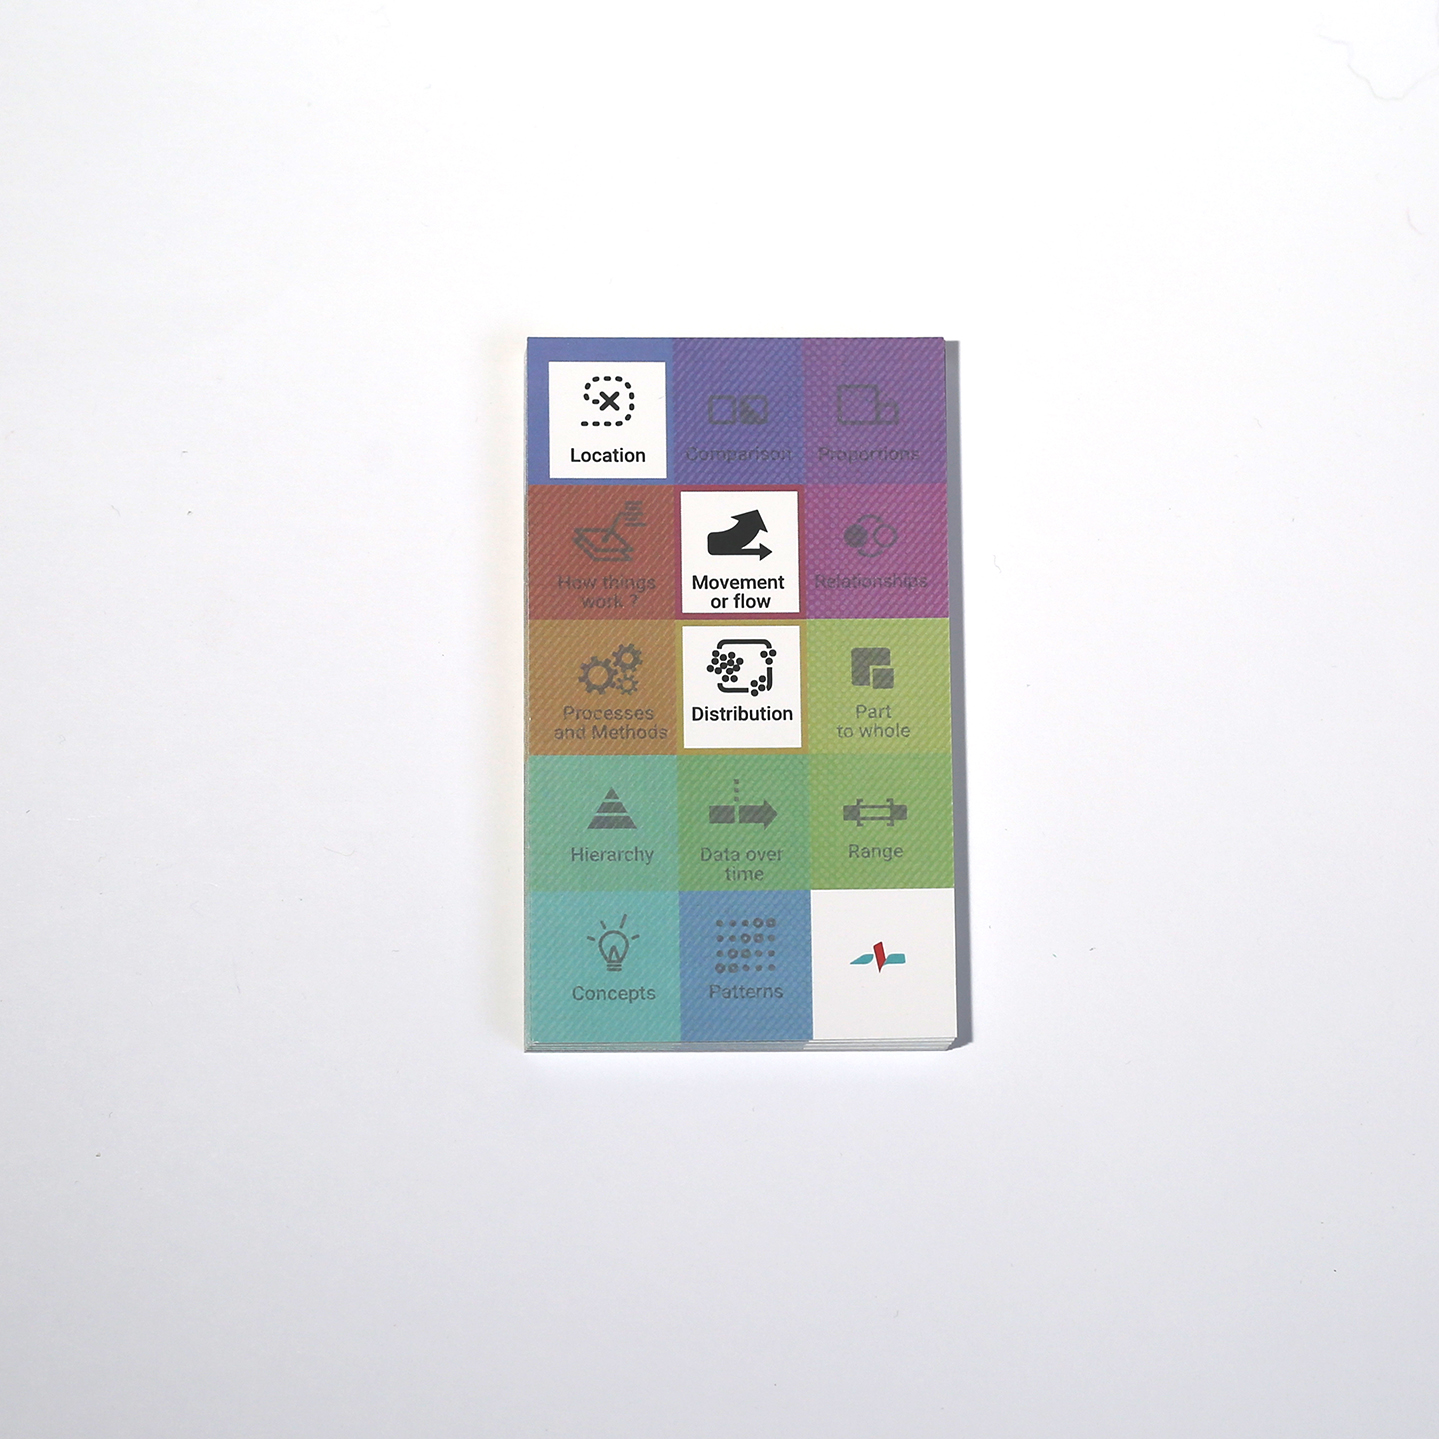 Location
Comparison
Proportions
How things
work ?
Movement
or flow
Relationships
Processes
and Methods
Distribution
Part
to whole
Hierarchy
Data over
time
Range
Concepts
Patterns